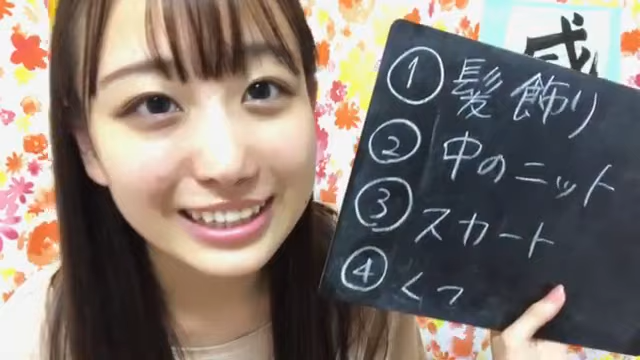 ① 髪飾り
② 中のニット
③ スカート
④ くつ